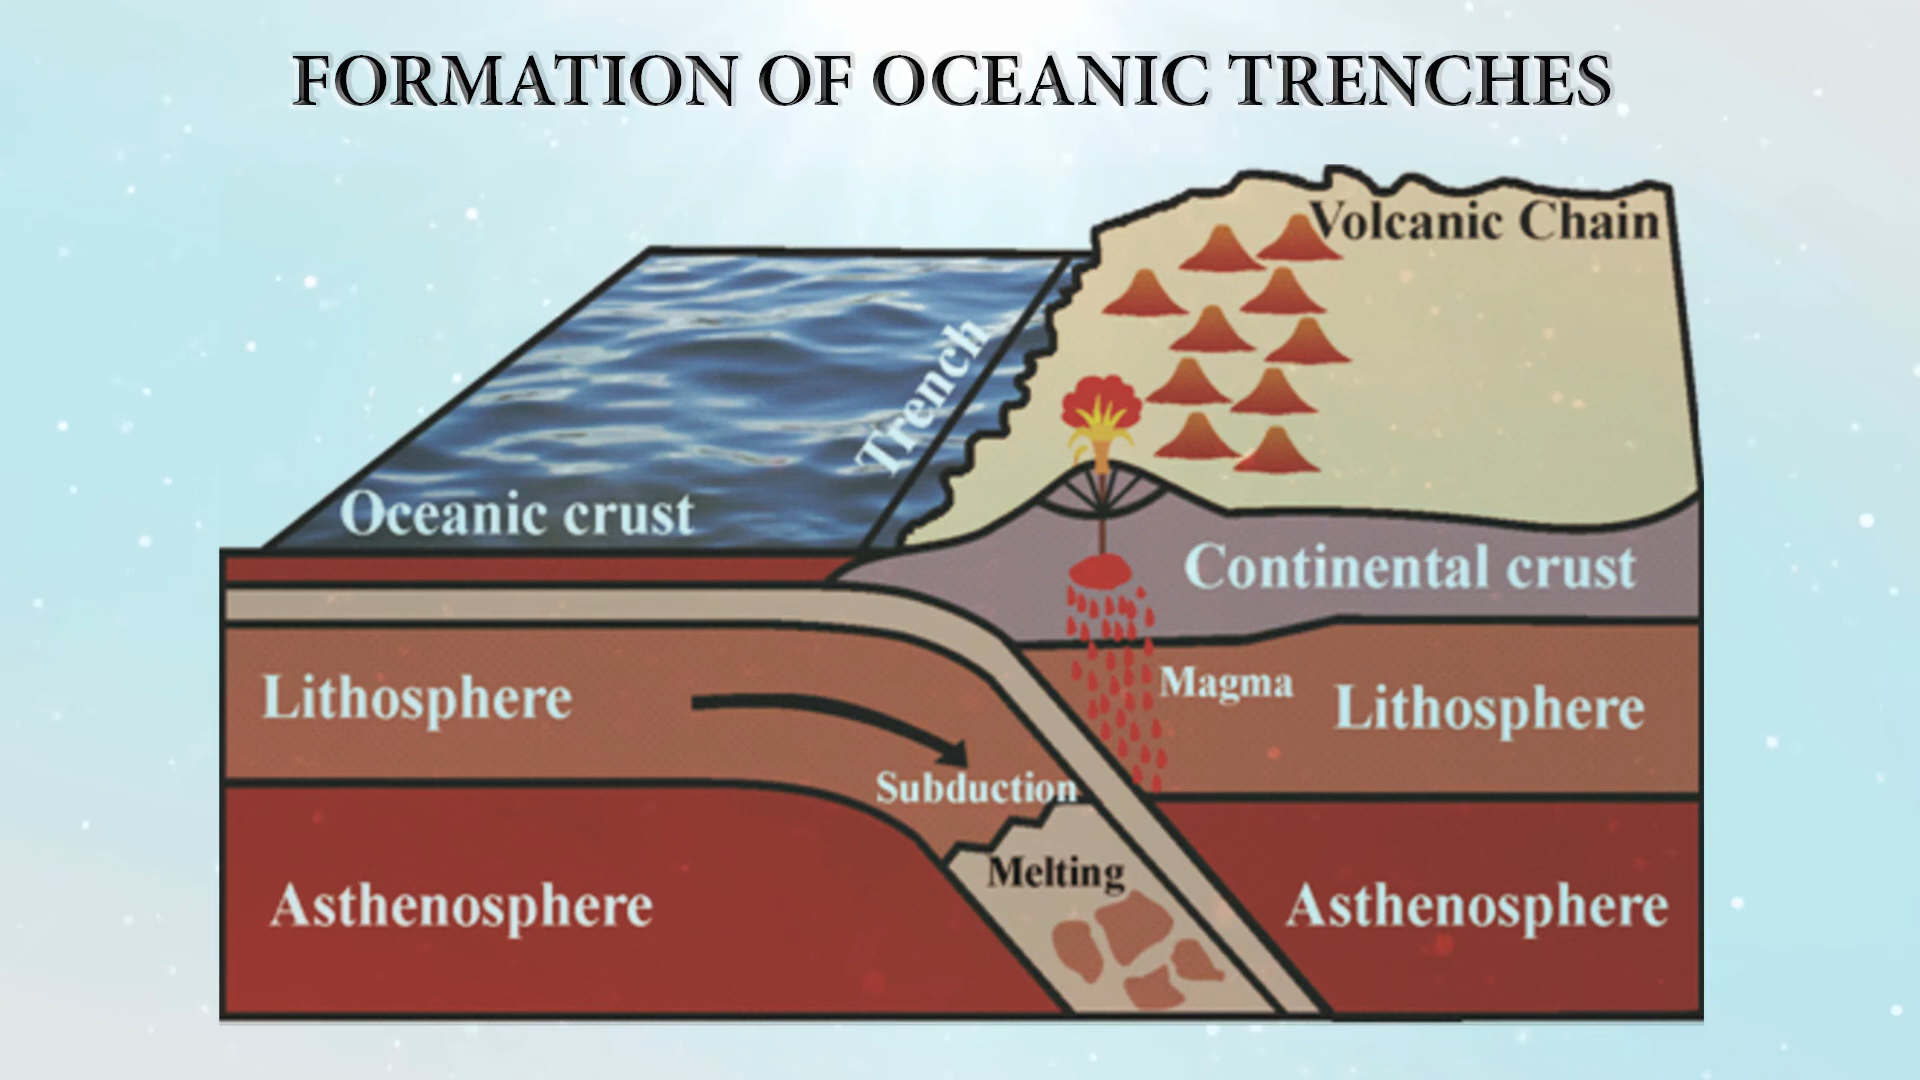 FORMATION OF OCEANIC TRENCHES
Volcanic Chain
Trench
Oceanic crust
Continental crust
Lithosphere
Magma
Lithosphere
Subduction
Melting
Asthenosphere
Asthenosphere